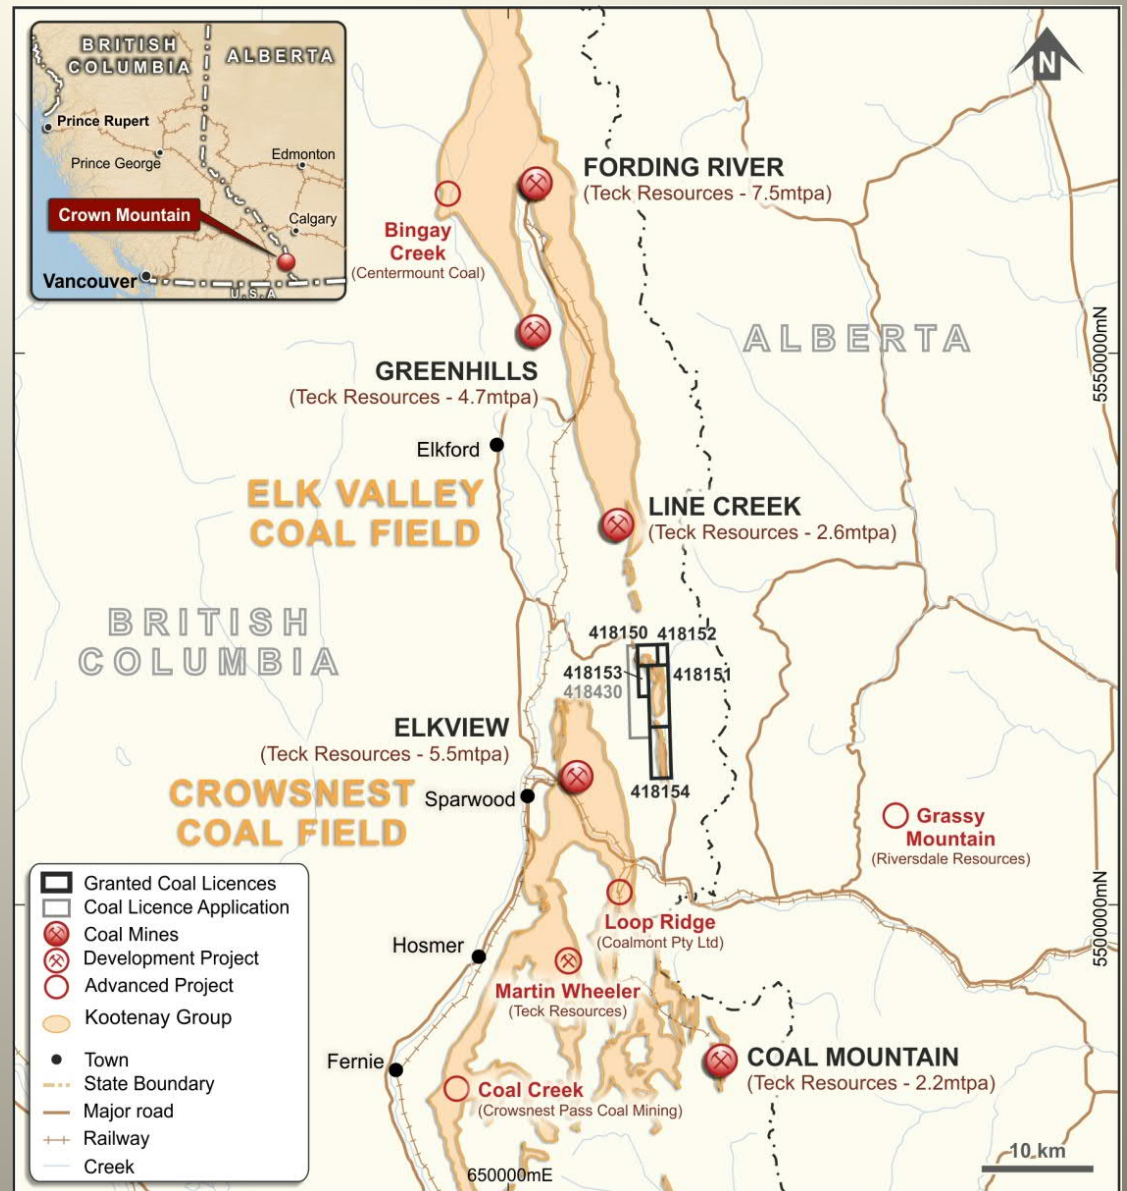 BRITISH
COLUMBIA
ALBERTA
Prince Rupert
Prince George
Edmonton
Crown Mountain
Calgary
Vancouver
U.S.A
N
FORDING RIVER
(Teck Resources - 7.5mtpa)
Bingay
Creek
(Centermount Coal)
ALBERTA
5550000mN
GREENHILLS
(Teck Resources - 4.7mtpa)
Elkford
ELK VALLEY
COAL FIELD
LINE CREEK
(Teck Resources - 2.6mtpa)
BRITISH
COLUMBIA
418150
418152
418153
418151
418430
418154
ELKVIEW
(Teck Resources - 5.5mtpa)
CROWSNEST
COAL FIELD
Sparwood
Grassy
Mountain
(Riversdale Resources)
Loop Ridge
(Coalmont Pty Ltd)
5500000mN
Hosmer
Martin Wheeler
(Teck Resources)
Fernie
COAL MOUNTAIN
(Teck Resources - 2.2mtpa)
Coal Creek
(Crowsnest Pass Coal Mining)
650000mE
10 km
Granted Coal Licences
Coal Licence Application
Coal Mines
Development Project
Advanced Project
Kootenay Group
Town
State Boundary
Major road
Railway
Creek